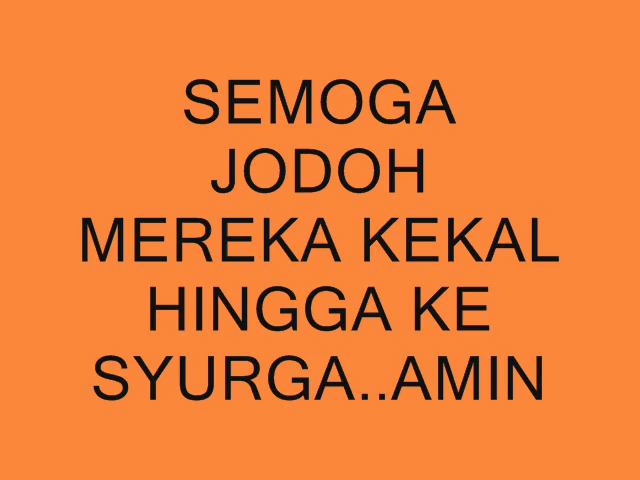 SEMOGA
JODOH
MEREKA KEKAL
HINGGA KE
SYURGA..AMIN